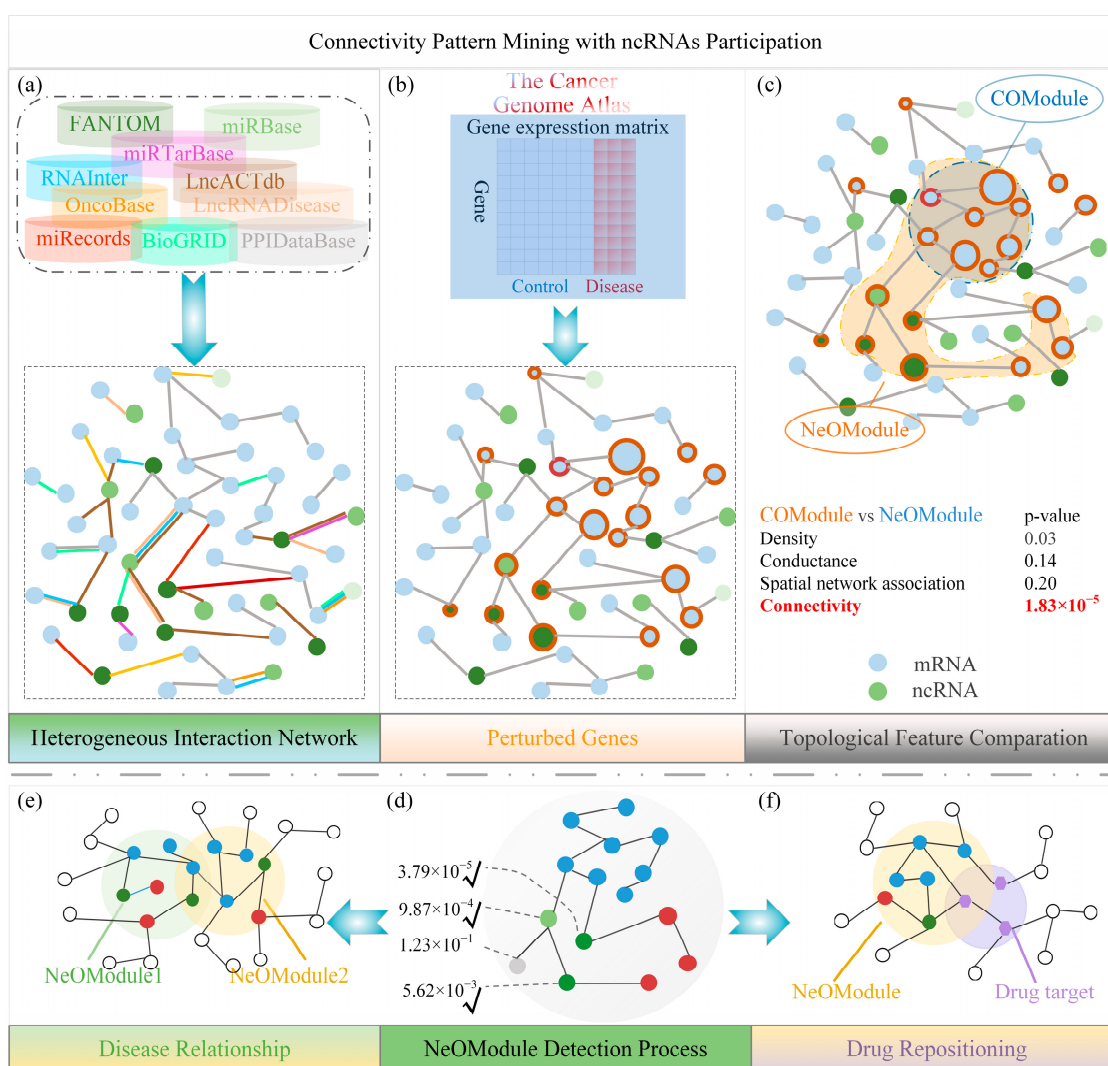 Connectivity Pattern Mining with ncRNAs Participation
(a)
FANTOM
miRBase
miRTarBase
RNAInter
LncACTdb
OncoBase
LncRNADisease
miRecords
BioGRID
PPIDataBase
Heterogeneous Interaction Network
(b)
The Cancer
Genome Atlas
Gene expresstion matrix
Gene
Control
Disease
Perturbed Genes
(c)
COModule
NeOModule
COModule vs NeOModule p-value
Density 0.03
Conductance 0.14
Spatial network association 0.20
Connectivity 1.83×10⁻⁵
mRNA
ncRNA
Topological Feature Comparation
(e)
NeOModule1
NeOModule2
Disease Relationship
(d)
3.79×10⁻⁵
√
9.87×10⁻⁴
√
1.23×10⁻¹
5.62×10⁻³
√
NeOModule Detection Process
(f)
NeOModule
Drug target
Drug Repositioning